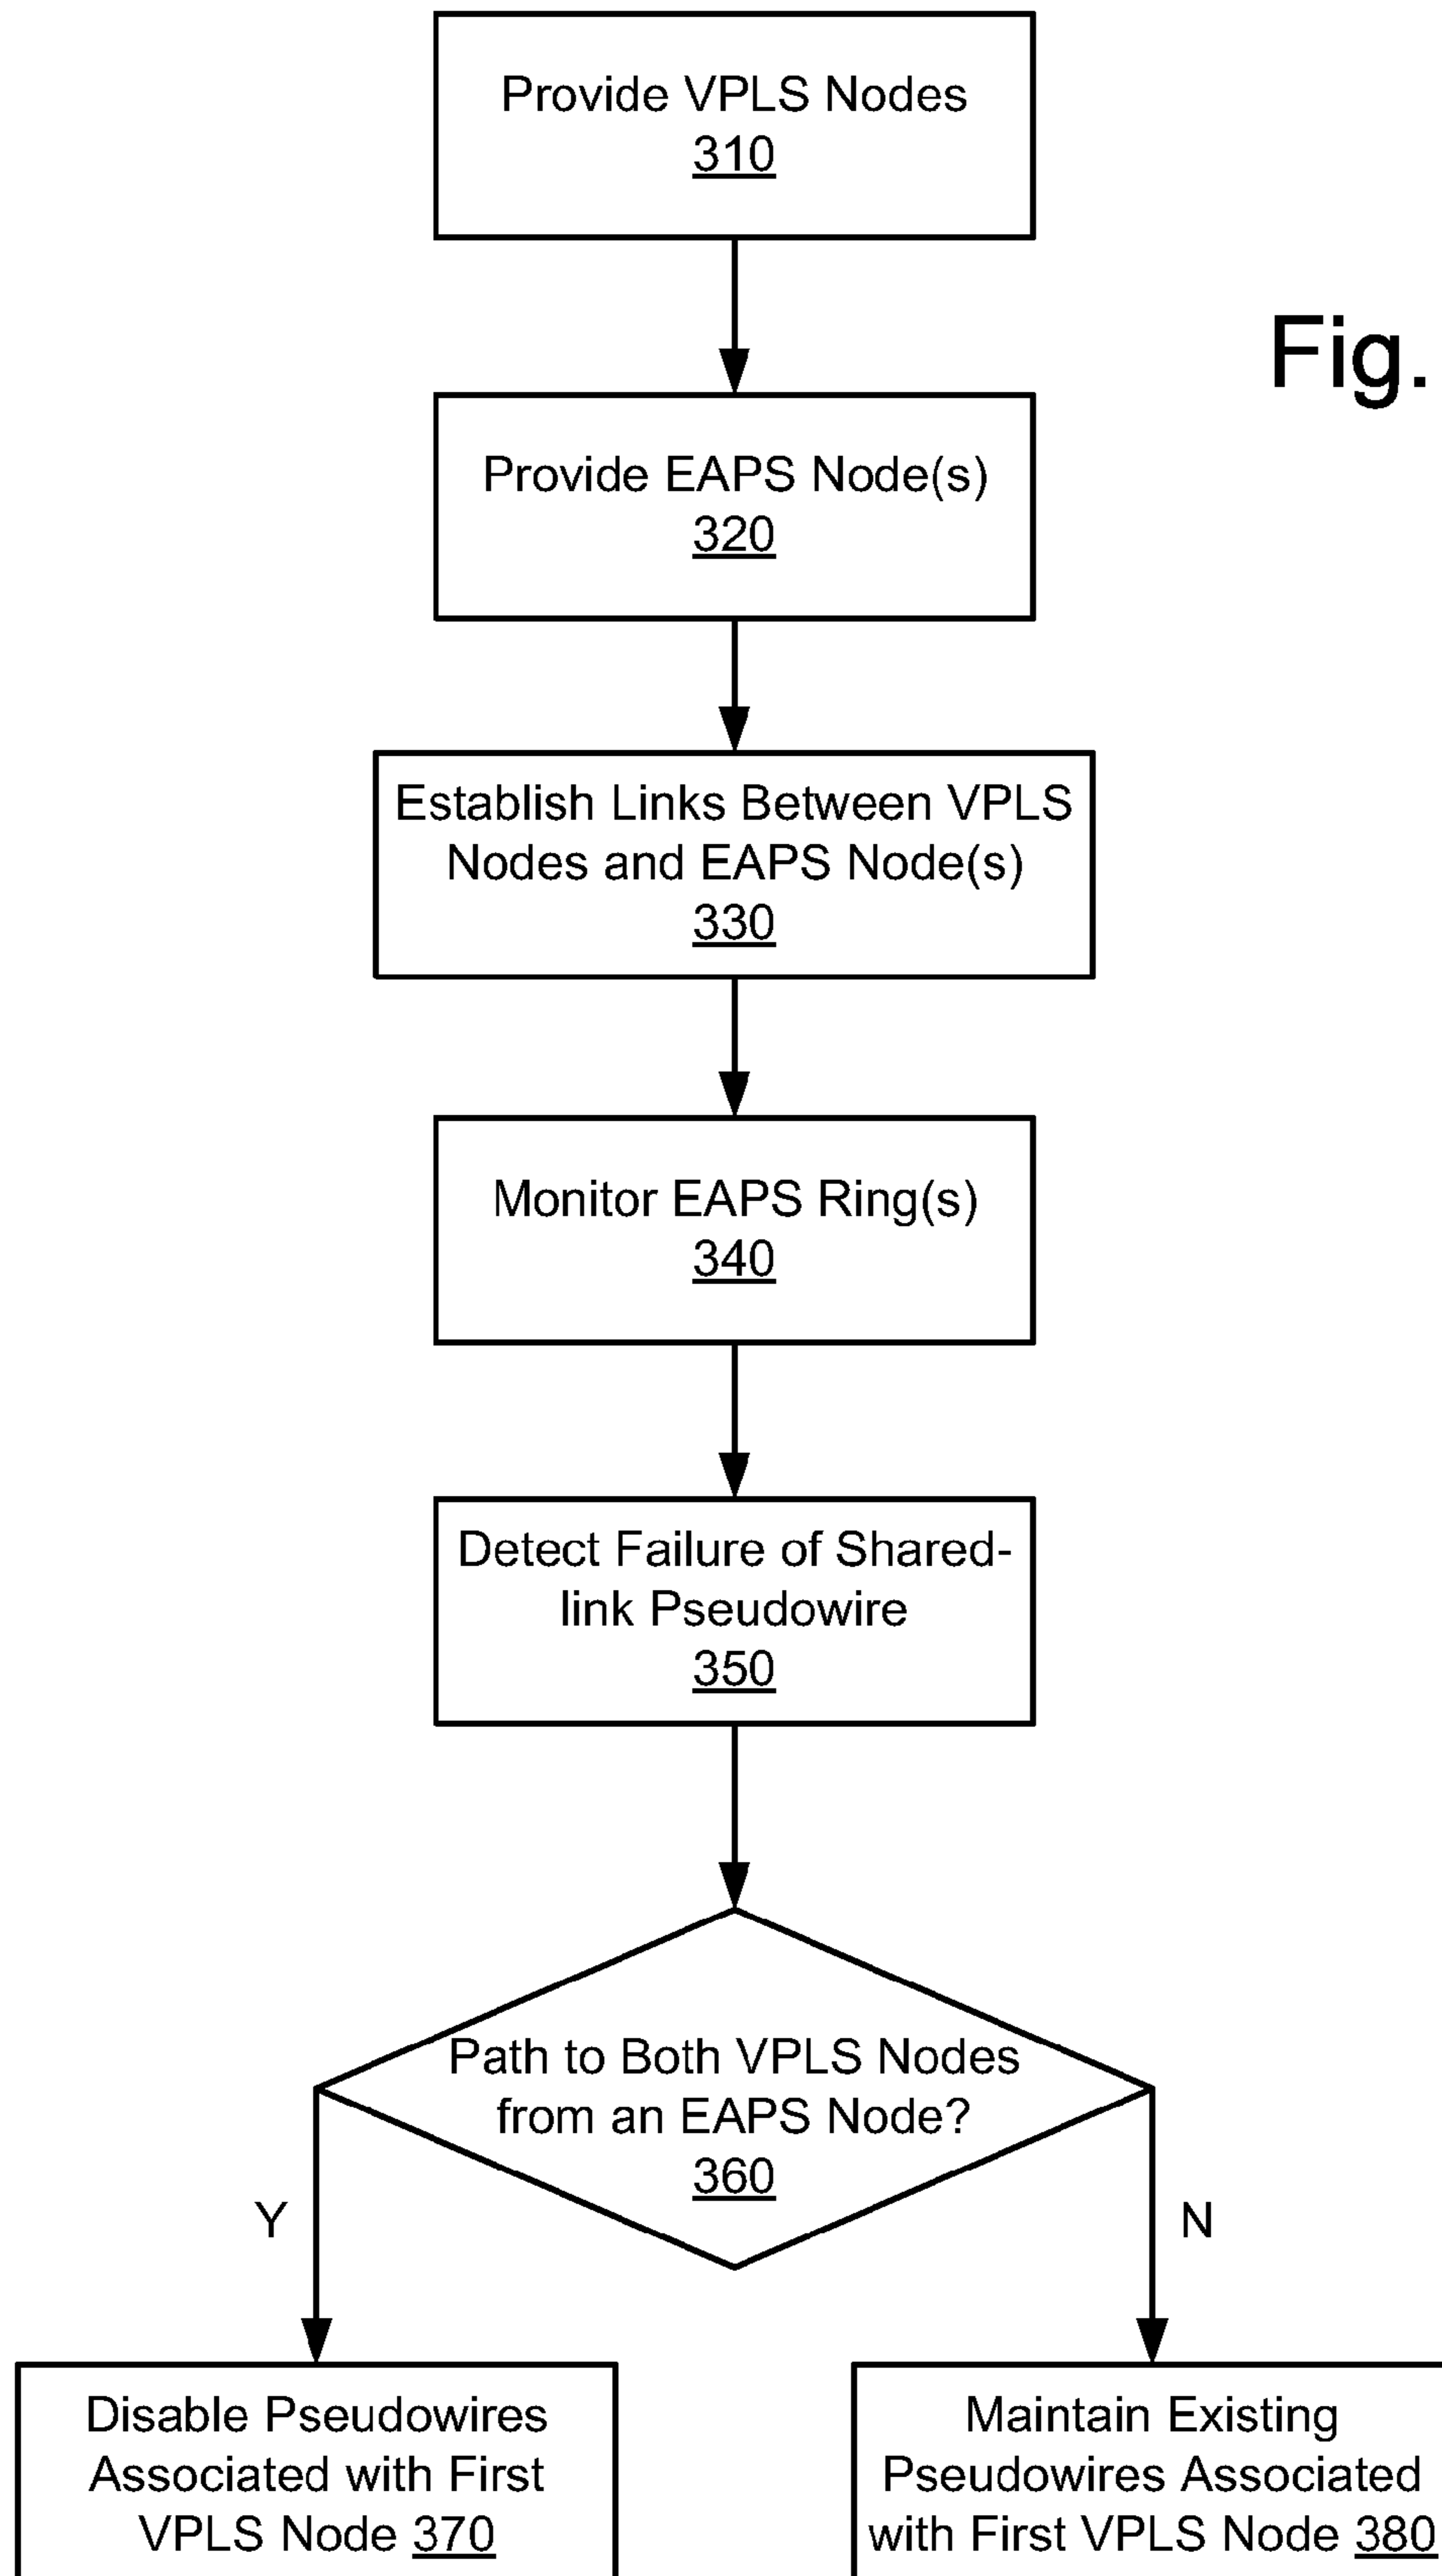 Provide VPLS Nodes
310
Fig.
Provide EAPS Node(s)
320
Establish Links Between VPLS
Nodes and EAPS Node(s)
330
Monitor EAPS Ring(s)
340
Detect Failure of Shared-
link Pseudowire
350
Path to Both VPLS Nodes
from an EAPS Node?
360
Y
N
Disable Pseudowires
Associated with First
VPLS Node 370
Maintain Existing
Pseudowires Associated
with First VPLS Node 380